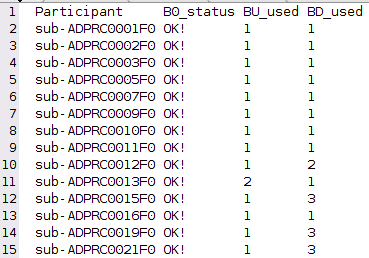 1 Participant B0_status BU_used BD_used
2 sub-ADPRC0001F0 OK! 1 1
3 sub-ADPRC0002F0 OK! 1 1
4 sub-ADPRC0003F0 OK! 1 1
5 sub-ADPRC0005F0 OK! 1 1
6 sub-ADPRC0007F0 OK! 1 1
7 sub-ADPRC0009F0 OK! 1 1
8 sub-ADPRC0010F0 OK! 1 1
9 sub-ADPRC0011F0 OK! 1 1
10 sub-ADPRC0012F0 OK! 1 2
11 sub-ADPRC0013F0 OK! 2 1
12 sub-ADPRC0015F0 OK! 1 3
13 sub-ADPRC0016F0 OK! 1 1
14 sub-ADPRC0019F0 OK! 1 3
15 sub-ADPRC0021F0 OK! 1 3